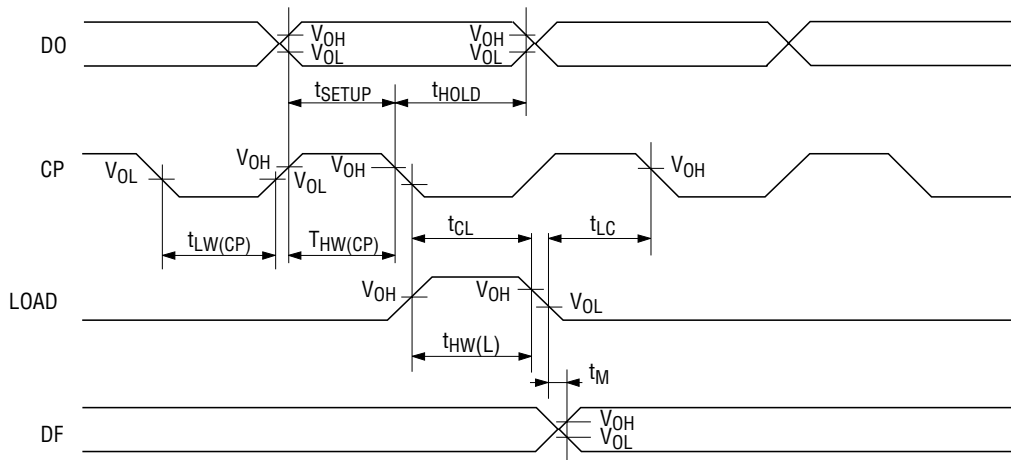 DO
VOH
VOL
VOH
VOL
tSETUP
tHOLD
CP
VOL
VOH
VOL
VOH
VOH
tLW(CP)
THW(CP)
tCL
tLC
LOAD
VOH
VOH
VOL
tHW(L)
tM
DF
VOH
VOL